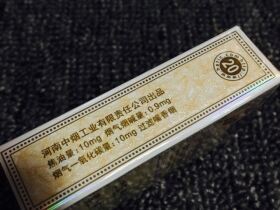 河南中烟工业有限责任公司出品
焦油量:10mg 烟气烟碱量:0.9mg
烟气一氧化碳量:10mg 过滤嘴香烟
20